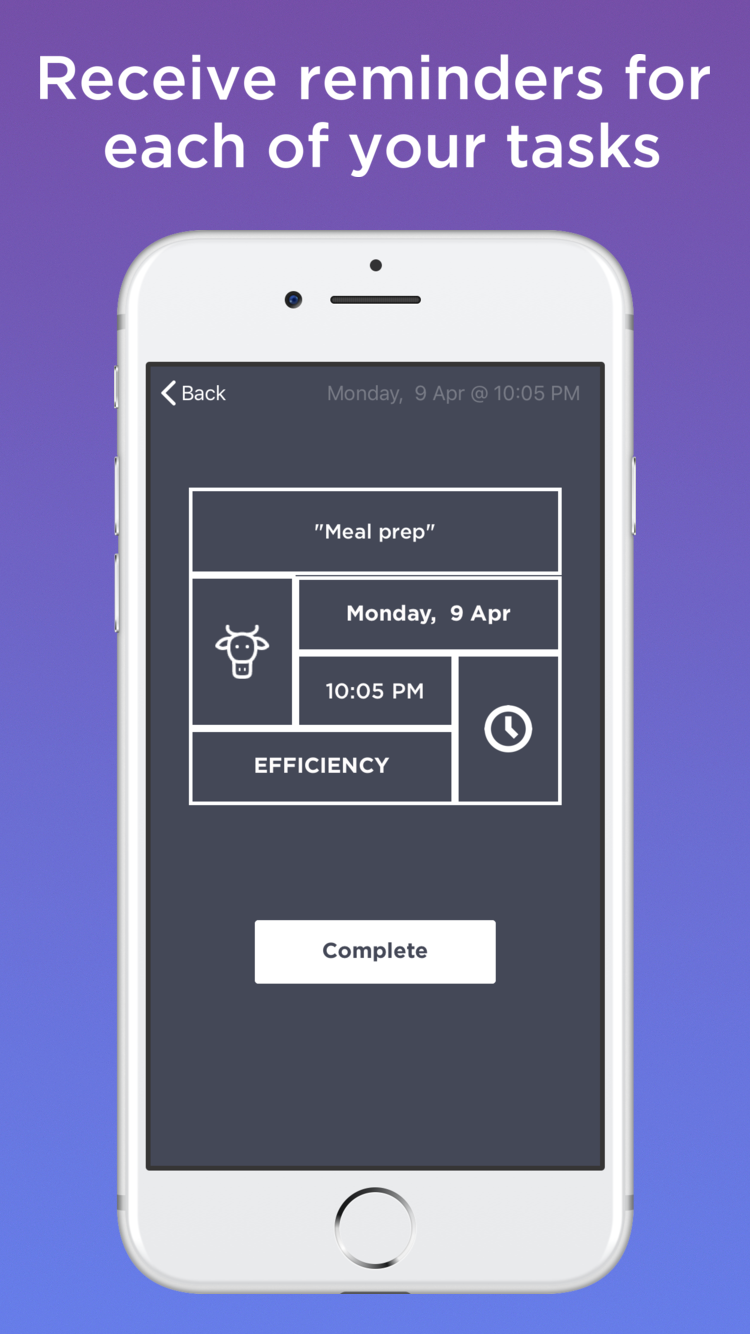 Receive reminders for
each of your tasks
Back
Monday,  9 Apr @ 10:05 PM
"Meal prep"
Monday,  9 Apr
10:05 PM
EFFICIENCY
Complete